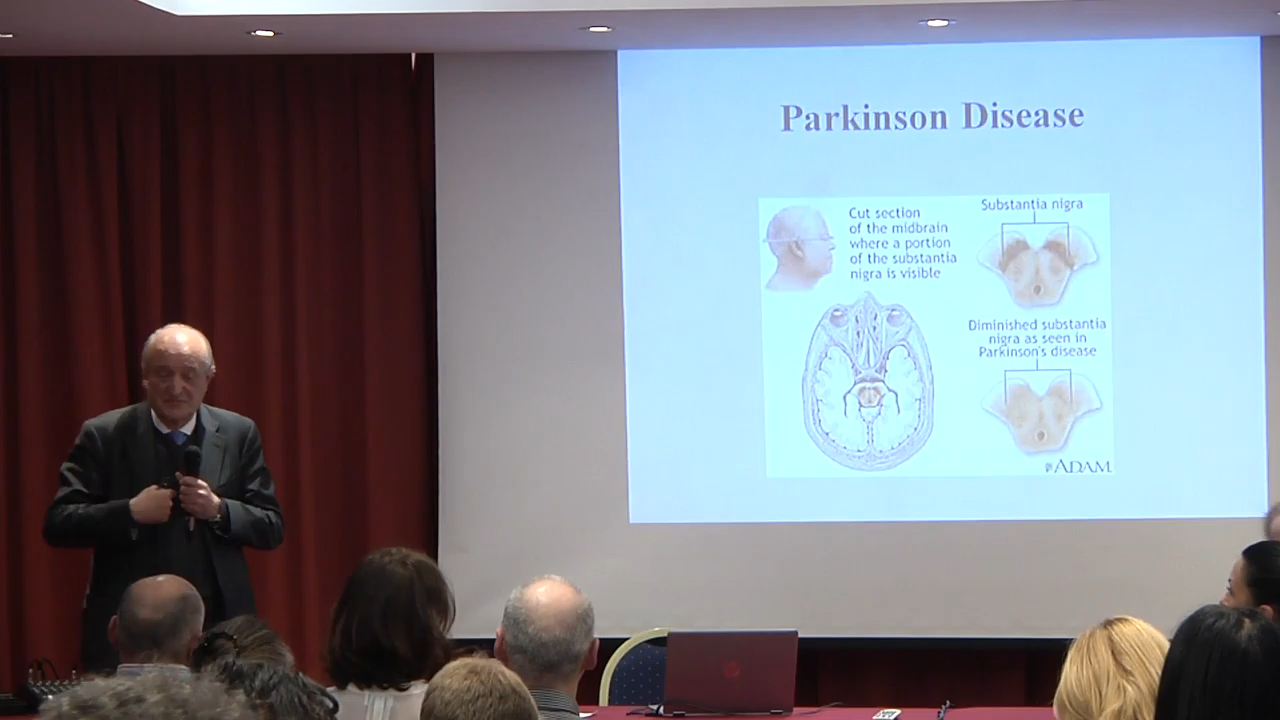 Parkinson Disease
Cut section
of the midbrain
where a portion
of the substantia
nigra is visible
Substantia nigra
Diminished substantia
nigra as seen in
Parkinson's disease
ADAM